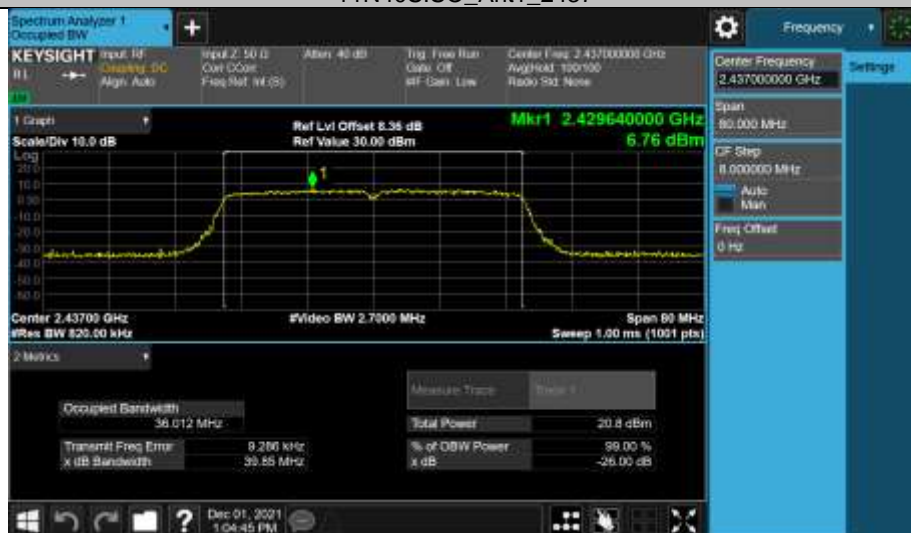 Spectrum Analyzer 1
Occupied BW
+
KEYSIGHT
Input: RF
Coupling: DC
Align: Auto
Input Z: 50 Ω
Corr CCorr
Freq Ref: Int (S)
Atten: 40 dB
Trig: Free Run
Gate: Off
#IF Gain: Low
Center Freq: 2.437000000 GHz
Avg|Hold: 100/100
Radio Std: None
1 Graph
Scale/Div 10.0 dB
Ref Lvl Offset 8.36 dB
Ref Value 30.00 dBm
Mkr1 2.429640000 GHz
6.76 dBm
Log
20.0
10.0
0.00
-10.0
-20.0
-30.0
-40.0
-50.0
-60.0
1
Center 2.43700 GHz
#Res BW 820.00 kHz
#Video BW 2.7000 MHz
Span 80 MHz
Sweep 1.00 ms (1001 pts)
2 Metrics
Measure Trace
Trace 1
Occupied Bandwidth
36.012 MHz
Total Power
20.8 dBm
Transmit Freq Error
9.286 kHz
% of OBW Power
99.00 %
x dB Bandwidth
39.85 MHz
x dB
-26.00 dB
Dec 01, 2021
1:04:45 PM
Frequency
Settings
Center Frequency
2.437000000 GHz
Span
80.000 MHz
CF Step
8.000000 MHz
Auto
Man
Freq Offset
0 Hz